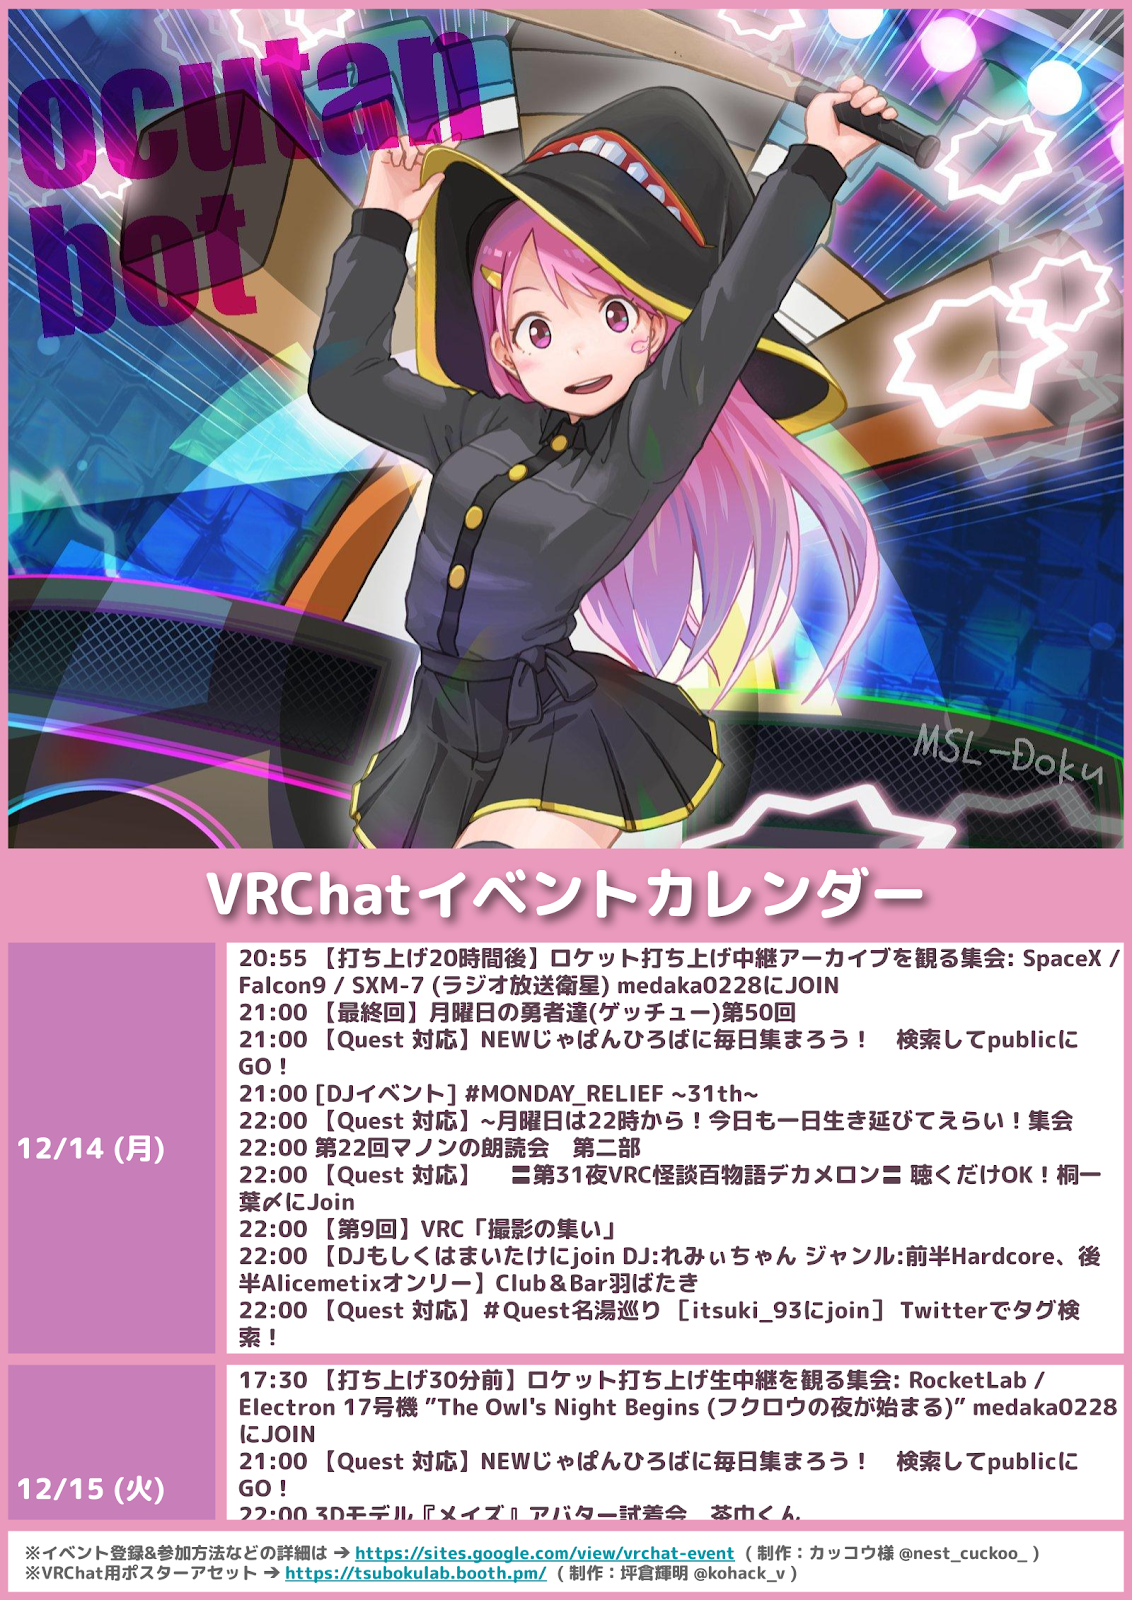 ocutan
bot
MSL-Doku
VRChatイベントカレンダー
12/14 (月)
20:55 【打ち上げ20時間後】ロケット打ち上げ中継アーカイブを観る集会: SpaceX /
Falcon9 / SXM-7 (ラジオ放送衛星) medaka0228にJOIN
21:00 【最終回】月曜日の勇者達(ゲッチュー)第50回
21:00 【Quest 対応】NEWじゃぱんひろばに毎日集まろう！　検索してpublicに
GO！
21:00 [DJイベント] #MONDAY_RELIEF ~31th~
22:00 【Quest 対応】~月曜日は22時から！今日も一日生き延びてえらい！集会
22:00 第22回マノンの朗読会　第二部
22:00 【Quest 対応】　〓第31夜VRC怪談百物語デカメロン〓 聴くだけOK！桐一
葉〆にJoin
22:00 【第9回】VRC「撮影の集い」
22:00 【DJもしくはまいたけにjoin DJ:れみぃちゃん ジャンル:前半Hardcore、後
半Alicemetixオンリー】Club＆Bar羽ばたき
22:00 【Quest 対応】＃Quest名湯巡り ［itsuki_93にjoin］ Twitterでタグ検
索！
12/15 (火)
17:30 【打ち上げ30分前】ロケット打ち上げ生中継を観る集会: RocketLab /
Electron 17号機 ”The Owl's Night Begins (フクロウの夜が始まる)” medaka0228
にJOIN
21:00 【Quest 対応】NEWじゃぱんひろばに毎日集まろう！　検索してpublicに
GO！
22:00 3Dモデル『メイズ』アバター試着会　茶巾くん
※イベント登録&参加方法などの詳細は ➔ https://sites.google.com/view/vrchat-event ( 制作：カッコウ様 @nest_cuckoo_ )
※VRChat用ポスターアセット ➔ https://tsubokulab.booth.pm/ ( 制作：坪倉輝明 @kohack_v )